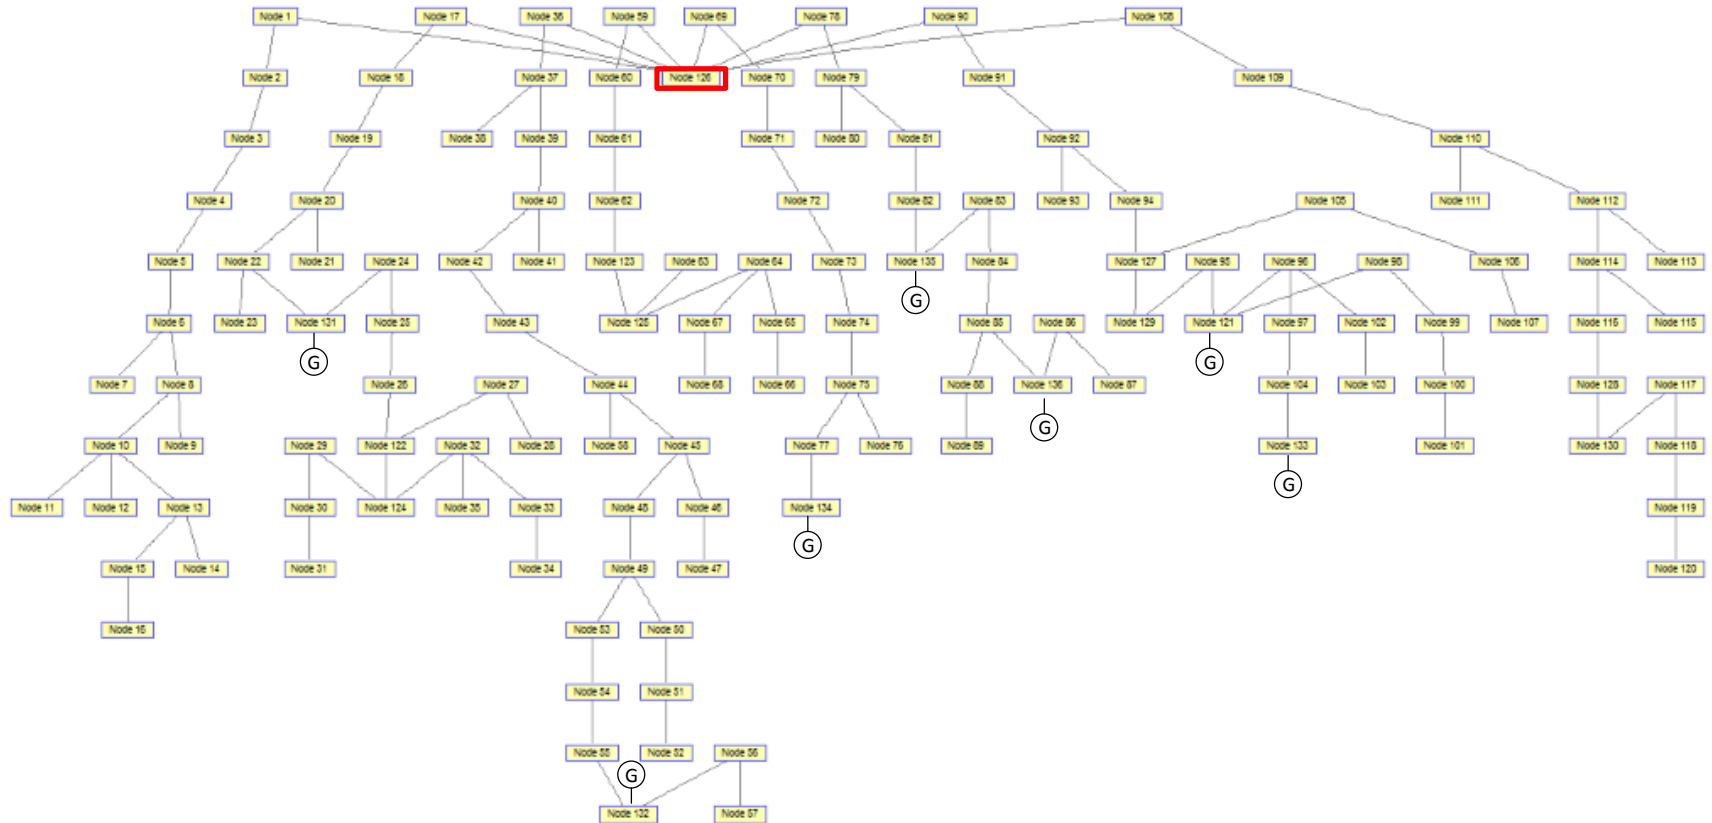 Node 1 Node 17 Node 36 Node 59 Node 69 Node 78 Node 90 Node 108
Node 2 Node 18 Node 37 Node 60 Node 126 Node 70 Node 79 Node 91 Node 109
Node 3 Node 19 Node 38 Node 39 Node 61 Node 71 Node 80 Node 81 Node 92 Node 110
Node 4 Node 20 Node 40 Node 62 Node 72 Node 82 Node 83 Node 93 Node 94 Node 105 Node 111 Node 112
Node 5 Node 22 Node 21 Node 24 Node 42 Node 41 Node 123 Node 63 Node 64 Node 73 Node 135 Node 84 Node 127 Node 95 Node 96 Node 98 Node 106 Node 114 Node 113
G
Node 6 Node 23 Node 131 Node 25 Node 43 Node 125 Node 67 Node 65 Node 74 Node 85 Node 86 Node 129 Node 121 Node 97 Node 102 Node 99 Node 107 Node 116 Node 115
G G
Node 7 Node 8 Node 26 Node 27 Node 44 Node 68 Node 66 Node 75 Node 88 Node 136 Node 87 Node 104 Node 103 Node 100 Node 128 Node 117
G
Node 10 Node 9 Node 29 Node 122 Node 32 Node 28 Node 58 Node 45 Node 77 Node 76 Node 89 Node 133 Node 101 Node 130 Node 118
G
Node 11 Node 12 Node 13 Node 30 Node 124 Node 35 Node 33 Node 48 Node 46 Node 134 Node 119
G
Node 15 Node 14 Node 31 Node 34 Node 49 Node 47 Node 120
Node 16 Node 53 Node 50
Node 54 Node 51
Node 55 Node 52 Node 56
G
Node 132 Node 57